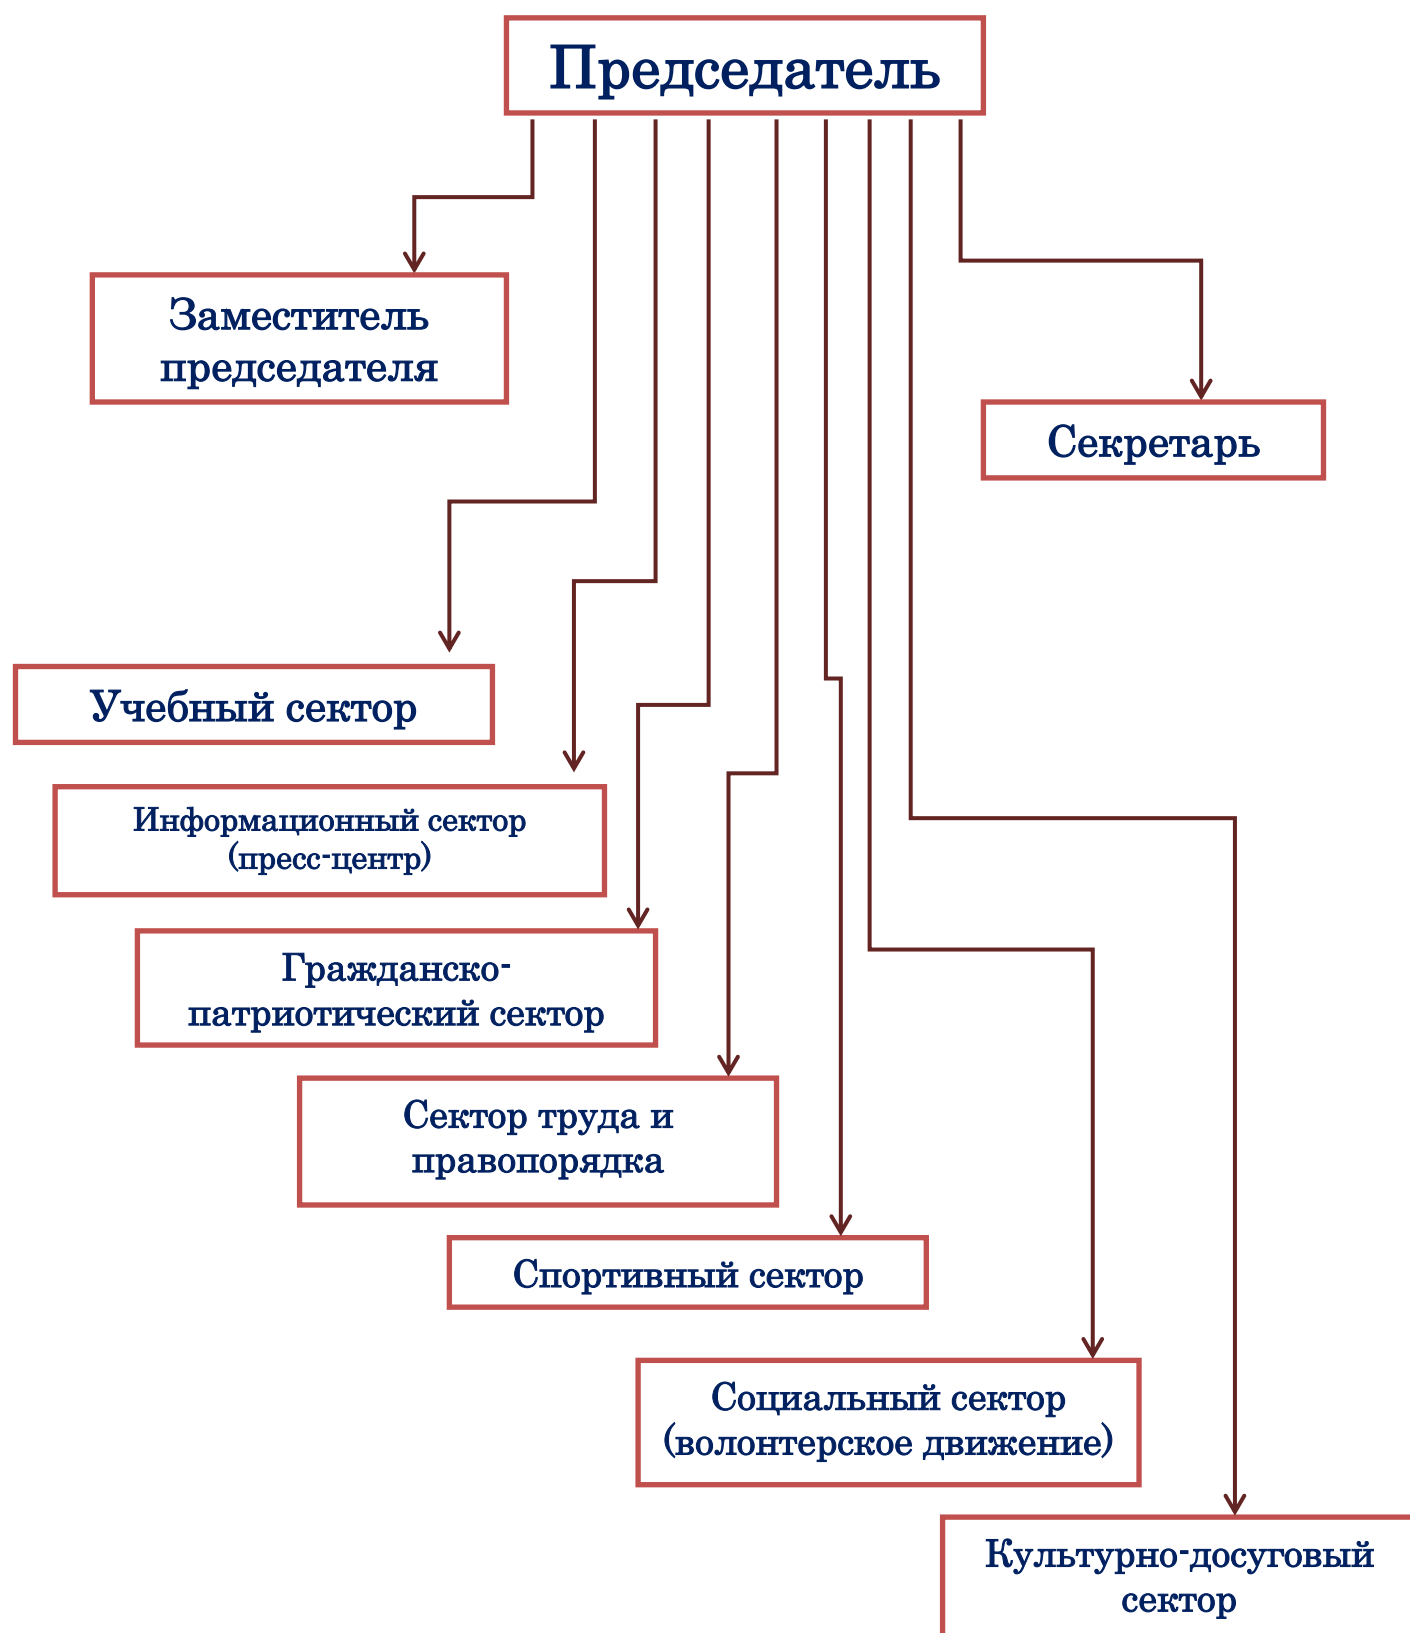 Председатель
Заместитель
председателя
Секретарь
Учебный сектор
Информационный сектор
(пресс-центр)
Гражданско-
патриотический сектор
Сектор труда и
правопорядка
Спортивный сектор
Социальный сектор
(волонтерское движение)
Культурно-досуговый
сектор